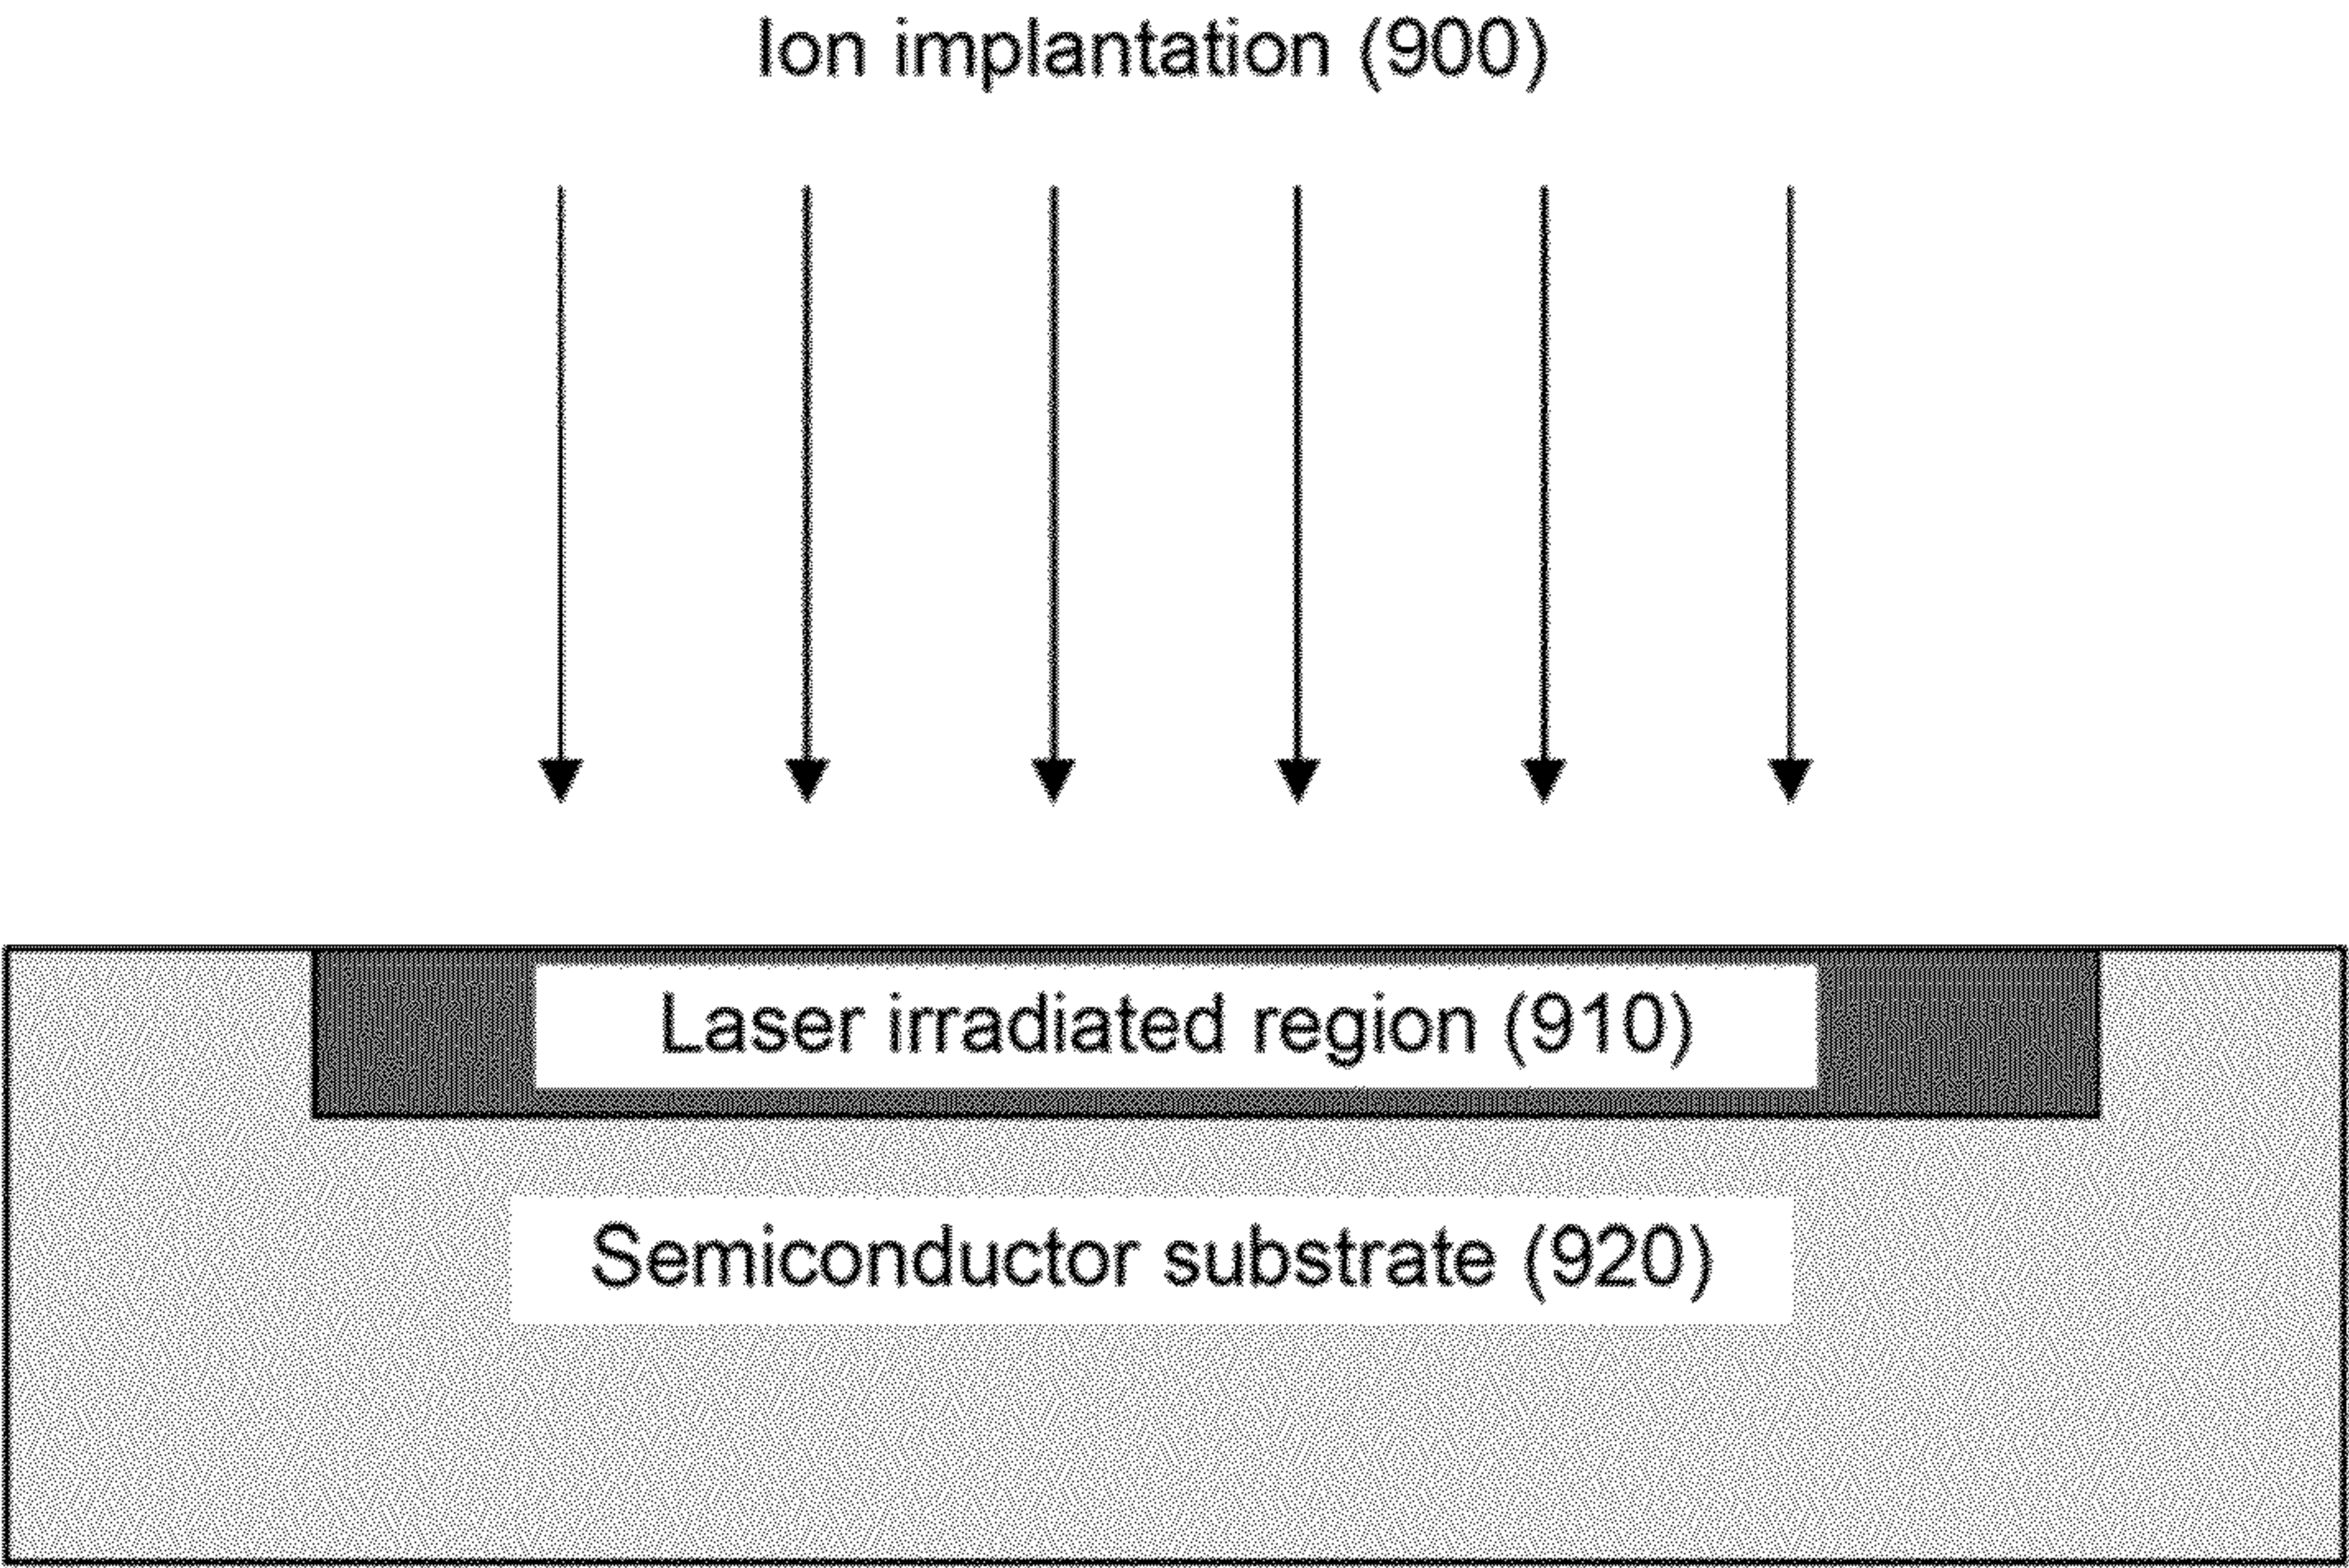 Ion implantation (900)
Laser irradiated region (910)
Semiconductor substrate (920)